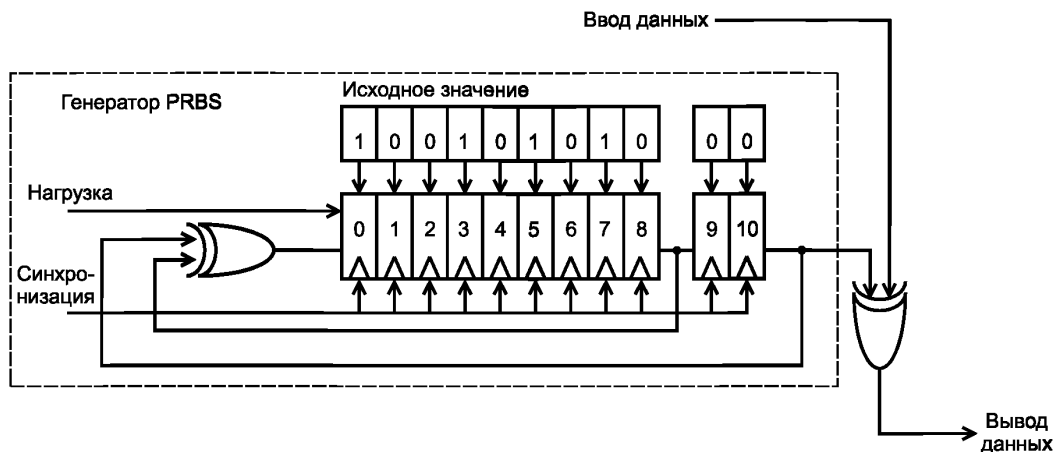 Ввод данных
Генератор PRBS
Исходное значение
1 0 0 1 0 1 0 1 0 0 0
Нагрузка
0 1 2 3 4 5 6 7 8 9 10
Синхро-
низация
Вывод
данных